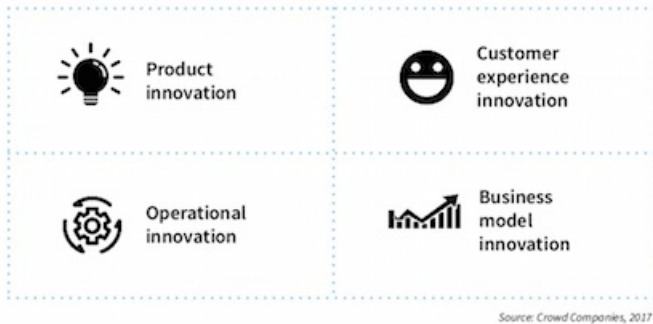 Product
innovation
Customer
experience
innovation
Operational
innovation
Business
model
innovation
Source: Crowd Companies, 2017